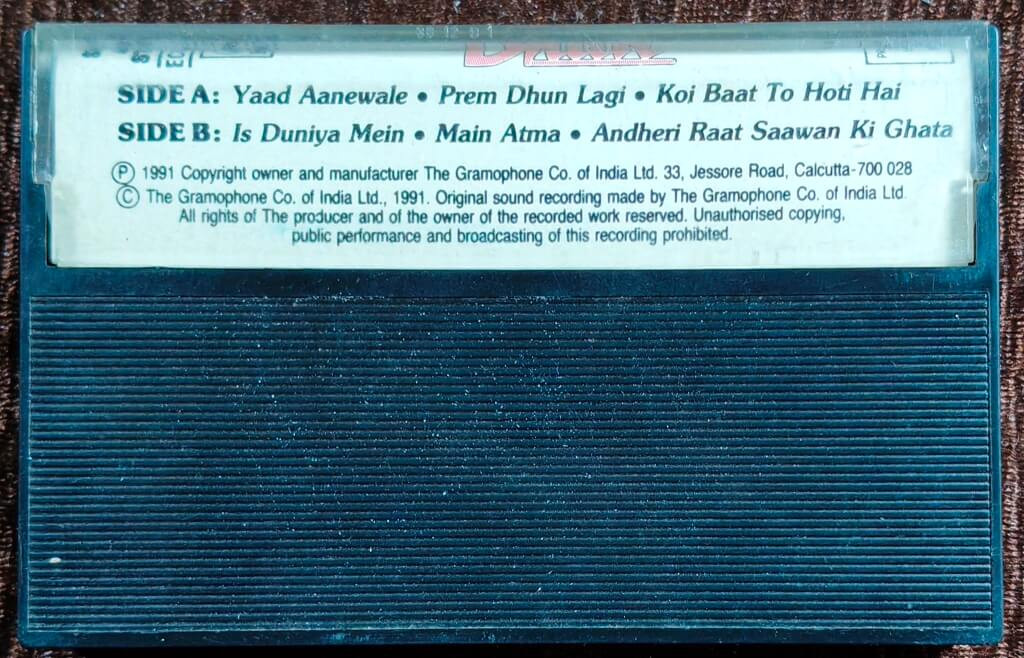 SIDE A: Yaad Aanewale • Prem Dhun Lagi • Koi Baat To Hoti Hai
SIDE B: Is Duniya Mein • Main Atma • Andheri Raat Saawan Ki Ghata
Ⓟ 1991 Copyright owner and manufacturer The Gramophone Co. of India Ltd. 33, Jessore Road, Calcutta-700 028
© The Gramophone Co. of India Ltd., 1991. Original sound recording made by The Gramophone Co. of India Ltd.
All rights of The producer and of the owner of the recorded work reserved. Unauthorised copying,
public performance and broadcasting of this recording prohibited.